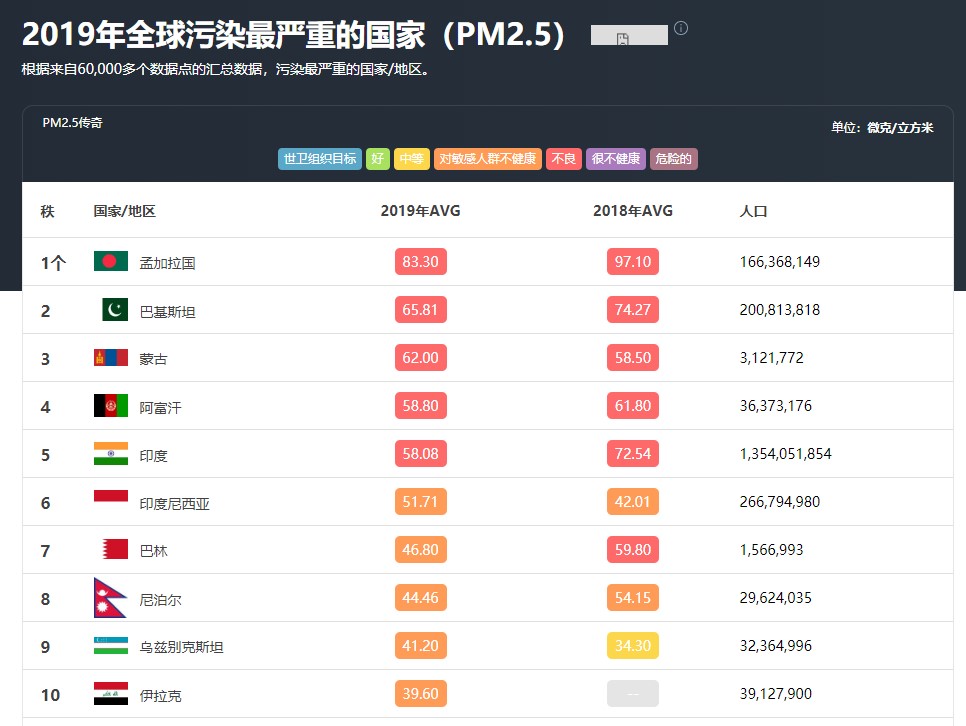 2019年全球污染最严重的国家（PM2.5）
根据来自60,000多个数据点的汇总数据，污染最严重的国家/地区。
PM2.5传奇
单位：微克/立方米
世卫组织目标 好 中等 对敏感人群不健康 不良 很不健康 危险的
秩 国家/地区 2019年AVG 2018年AVG 人口
1个 孟加拉国 83.30 97.10 166,368,149
2 巴基斯坦 65.81 74.27 200,813,818
3 蒙古 62.00 58.50 3,121,772
4 阿富汗 58.80 61.80 36,373,176
5 印度 58.08 72.54 1,354,051,854
6 印度尼西亚 51.71 42.01 266,794,980
7 巴林 46.80 59.80 1,566,993
8 尼泊尔 44.46 54.15 29,624,035
9 乌兹别克斯坦 41.20 34.30 32,364,996
10 伊拉克 39.60 -- 39,127,900